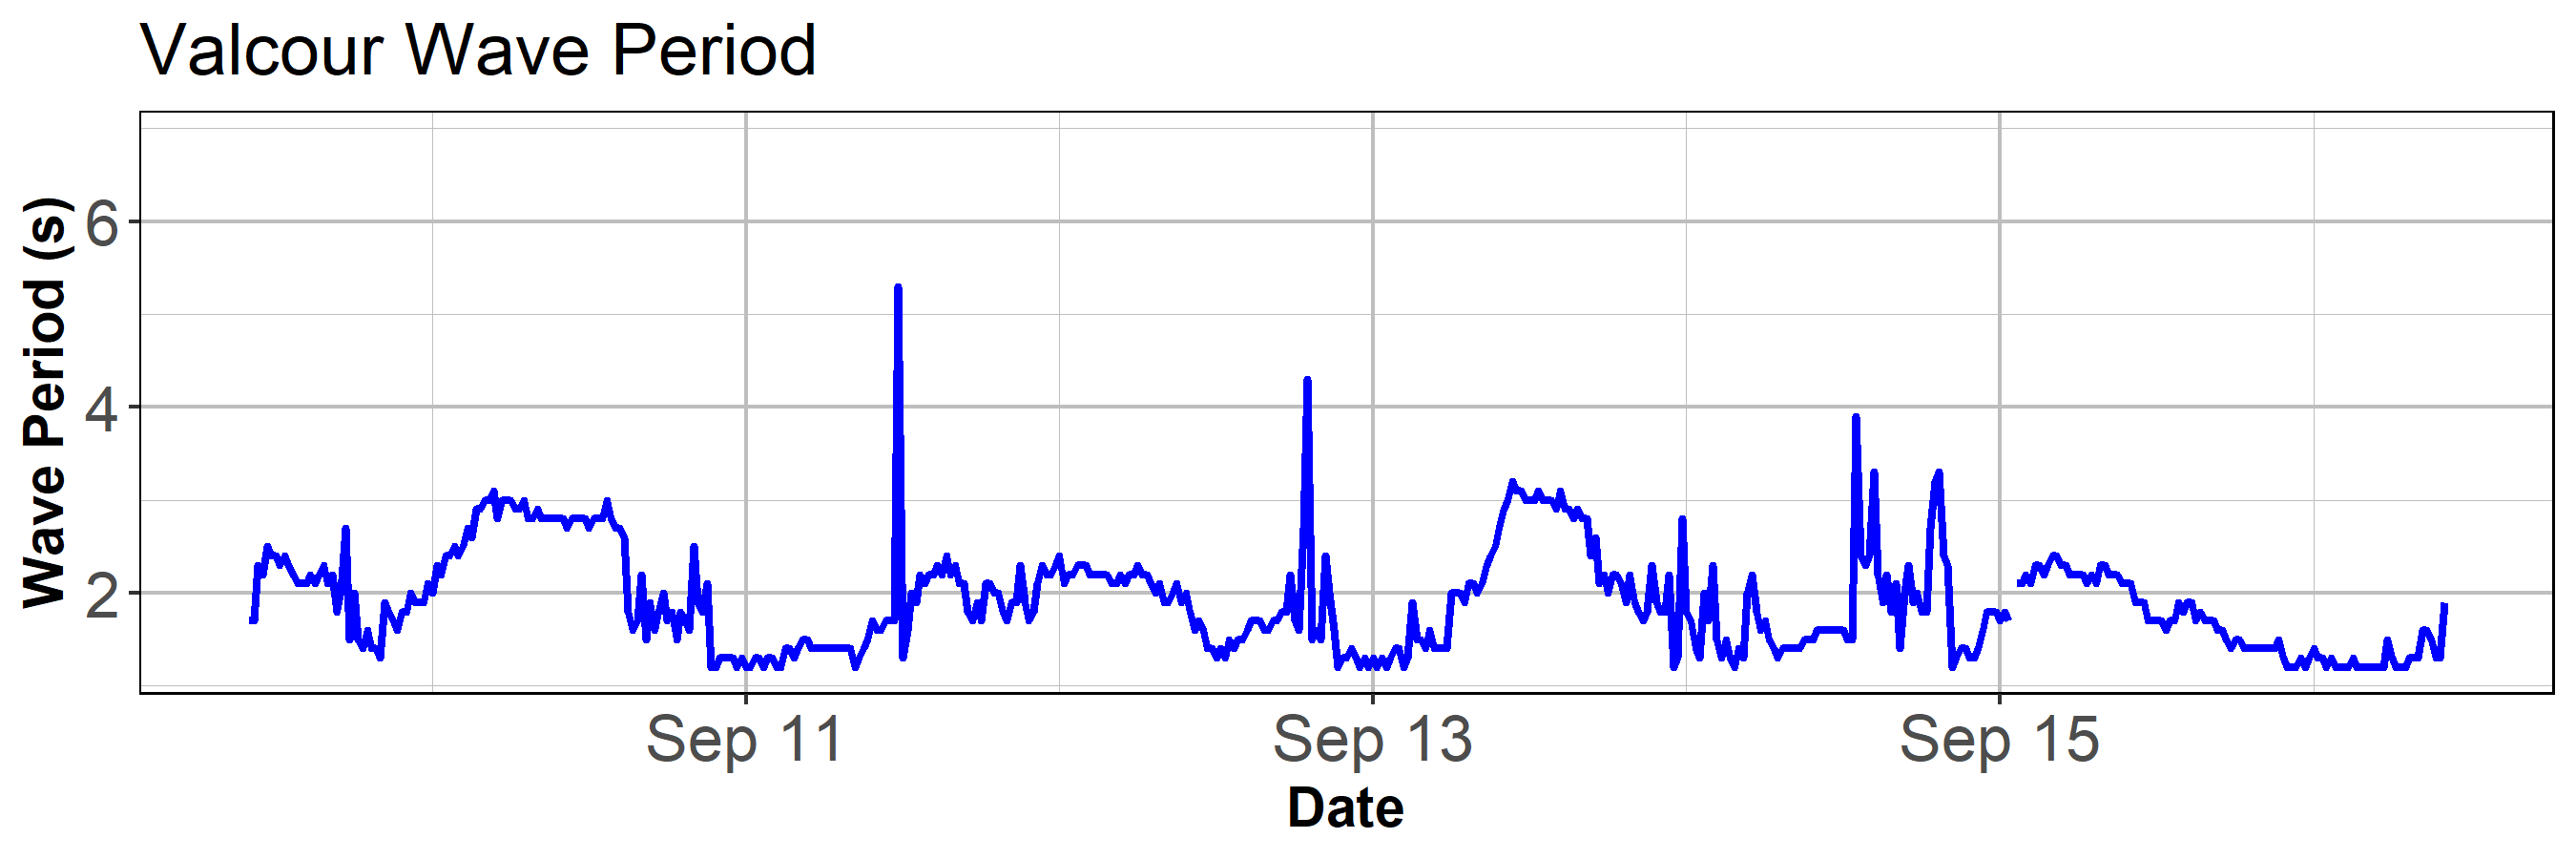 Valcour Wave Period
Wave Period (s)
6
4
2
Sep 11
Sep 13
Sep 15
Date